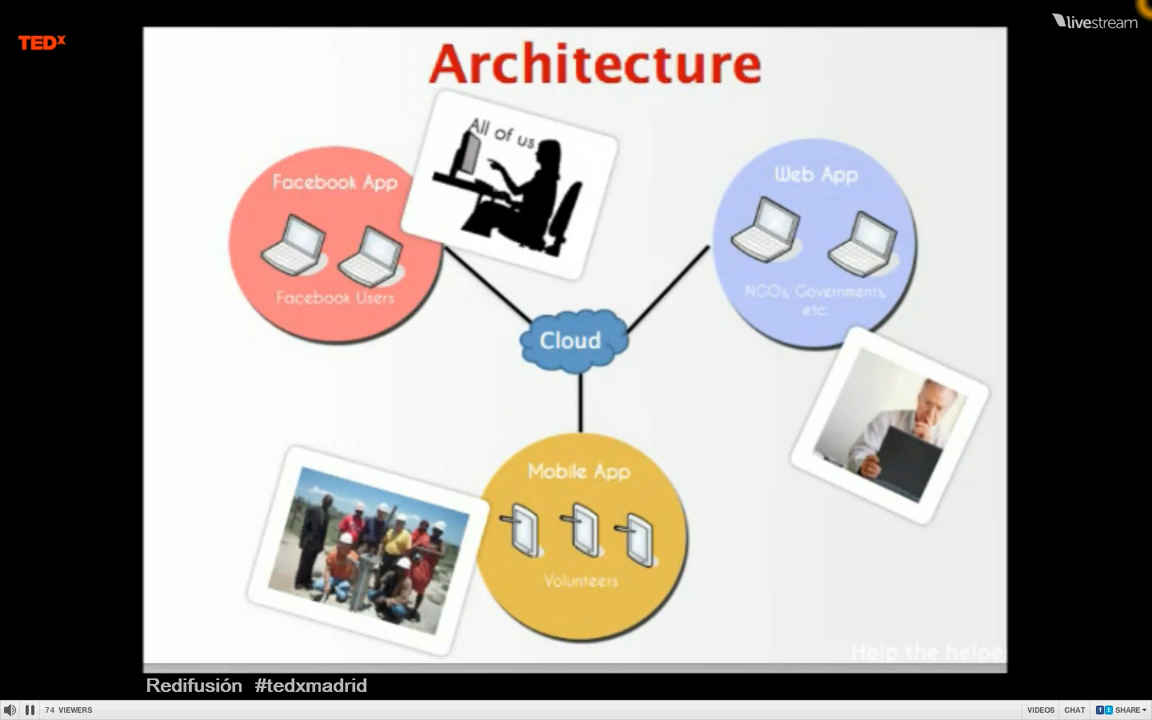 TEDx
livestream
Architecture
All of us
Facebook App
Facebook Users
Web App
NGOs, Governments,
etc.
Cloud
Mobile App
Volunteers
Help the helpe
Redifusión #tedxmadrid
74 VIEWERS
VIDEOS CHAT SHARE